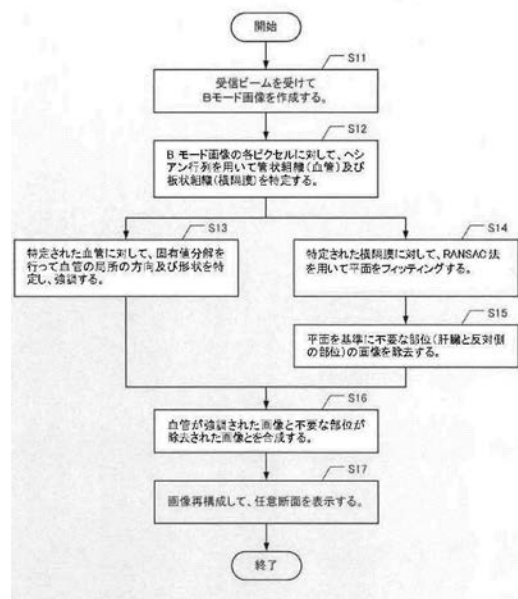 開始
S11
受信ビームを受けて
Bモード画像を作成する。
S12
B モード画像の各ピクセルに対して、ヘシ
アン行列を用いて管状組織(血管)及び
板状組織(横隔膜)を特定する。
S13
特定された血管に対して、固有値分解を
行って血管の局所の方向及び形状を特
定し、強調する。
S14
特定された横隔膜に対して、RANSAC 法
を用いて平面をフィッティングする。
S15
平面を基準に不要な部位(肝臓と反対側
の部位)の画像を除去する。
S16
血管が強調された画像と不要な部位が
除去された画像とを合成する。
S17
画像再構成して、任意断面を表示する。
終了